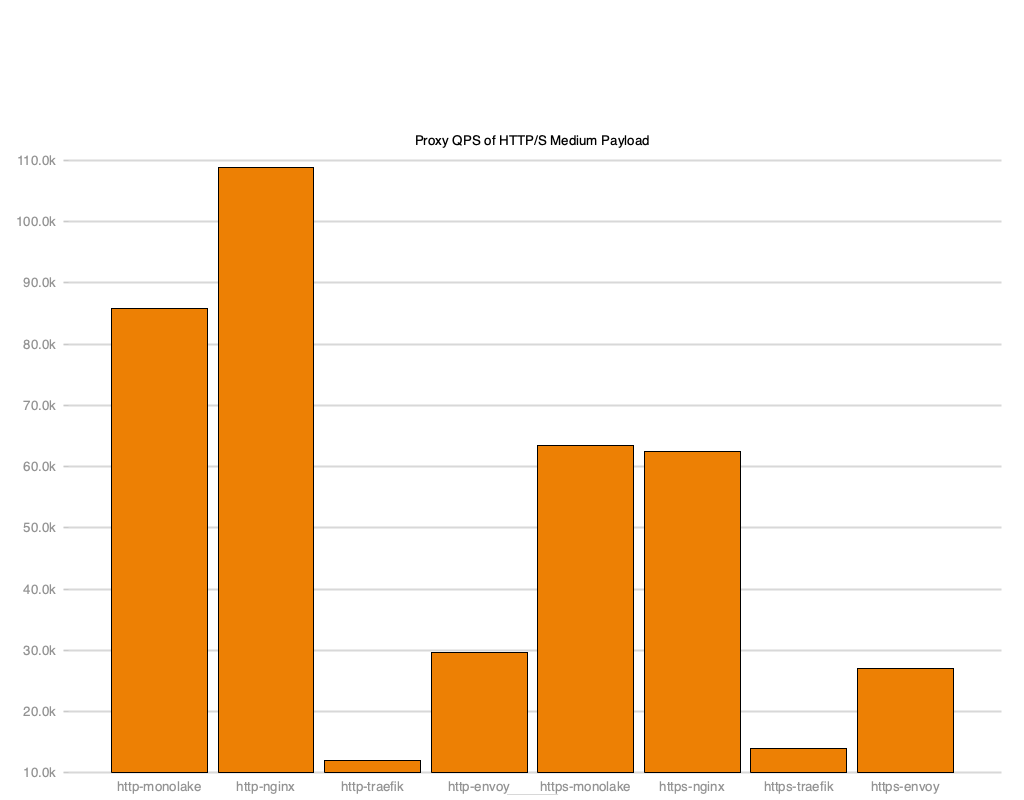 Proxy QPS of HTTP/S Medium Payload
110.0k
100.0k
90.0k
80.0k
70.0k
60.0k
50.0k
40.0k
30.0k
20.0k
10.0k
http-monolake http-nginx http-traefik http-envoy https-monolake https-nginx https-traefik https-envoy